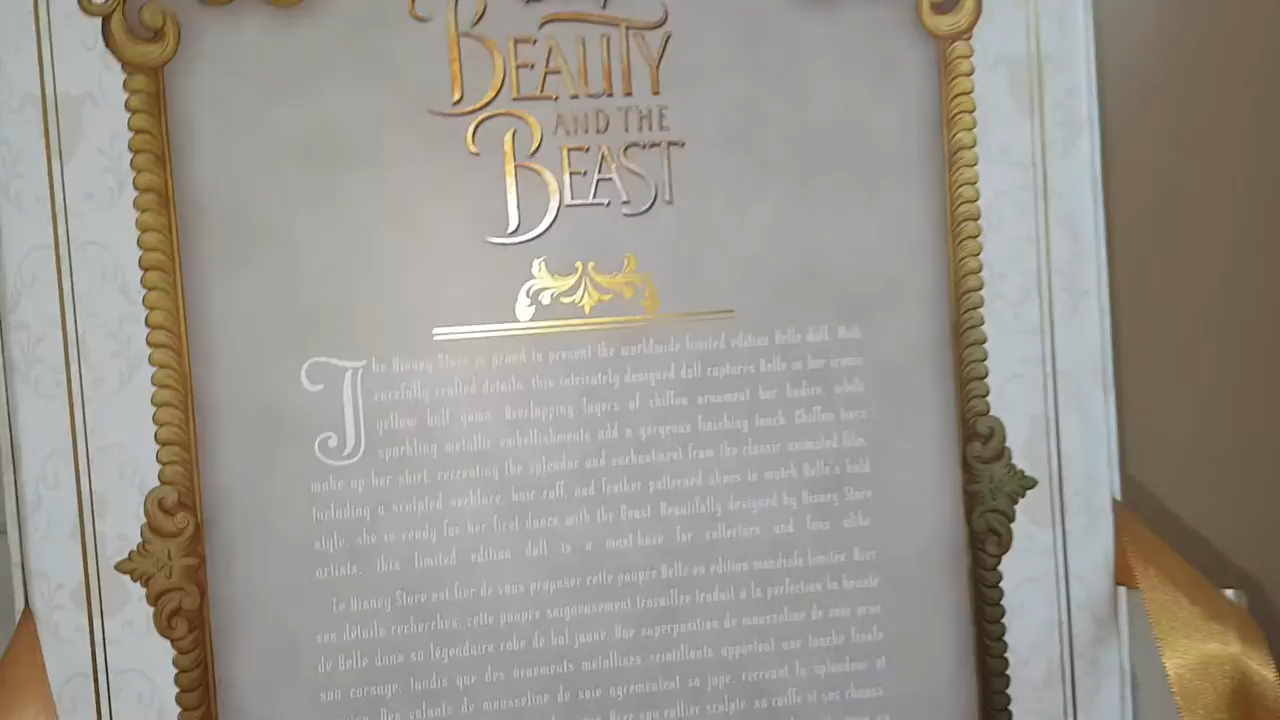 BEAUTY
AND THE
BEAST
The Disney Store is proud to present the worldwide limited edition Belle doll. With
carefully crafted details, this intricately designed doll captures Belle in her iconic
yellow ball gown. Overlapping layers of chiffon ornament her bodice, while
sparkling metallic embellishments add a gorgeous finishing touch. Chiffon tiers
make up her skirt, recreating the splendor and enchantment from the classic animated film.
Including a sculpted necklace, hair cuff, and feather patterned shoes to match Belle's bold
style, she is ready for her first dance with the Beast. Beautifully designed by Disney Store
artists, this limited edition doll is a must-have for collectors and fans alike
Le Disney Store est fier de vous proposer cette poupée Belle en édition mondiale limitée. Avec
ses détails recherchés, cette poupée soigneusement travaillée traduit à la perfection la beauté
de Belle dans sa légendaire robe de bal jaune. Une superposition de mousseline de soie orne
son corsage, tandis que des ornements métallisés scintillants apportent une touche finale
Des volants de mousseline de soie agrémentent sa jupe, recréant la splendeur et
Avec son collier sculpté, sa coiffe et ses chaus